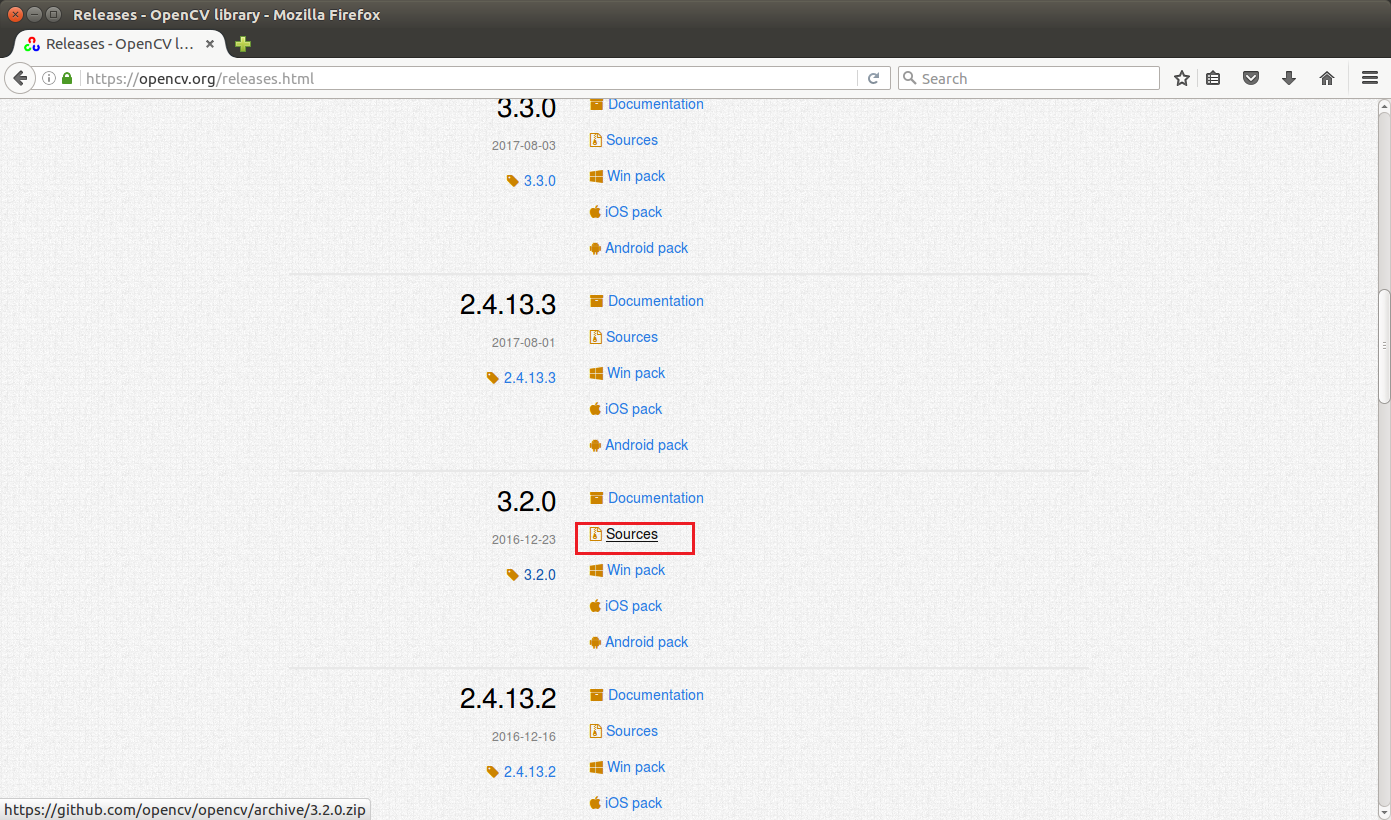 Releases - OpenCV library - Mozilla Firefox
Releases - OpenCV l...
https://opencv.org/releases.html
Search
3.3.0
Documentation
2017-08-03
Sources
3.3.0
Win pack
iOS pack
Android pack
2.4.13.3
Documentation
2017-08-01
Sources
2.4.13.3
Win pack
iOS pack
Android pack
3.2.0
Documentation
2016-12-23
Sources
3.2.0
Win pack
iOS pack
Android pack
2.4.13.2
Documentation
2016-12-16
Sources
2.4.13.2
Win pack
iOS pack
https://github.com/opencv/opencv/archive/3.2.0.zip